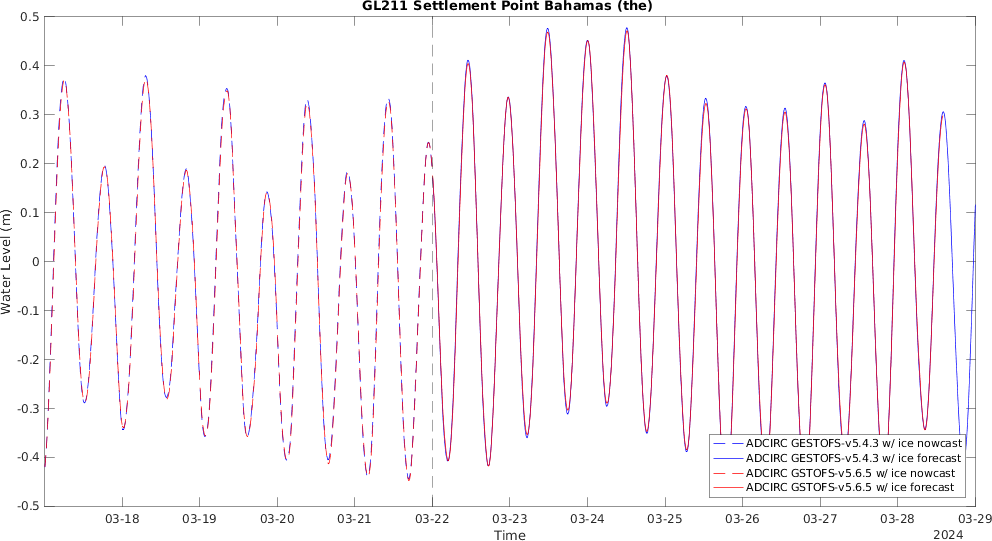 GL211 Settlement Point Bahamas (the)
0.5
0.4
0.3
0.2
0.1
0
-0.1
-0.2
-0.3
-0.4
-0.5
Water Level (m)
ADCIRC GESTOFS-v5.4.3 w/ ice nowcast
ADCIRC GESTOFS-v5.4.3 w/ ice forecast
ADCIRC GSTOFS-v5.6.5 w/ ice nowcast
ADCIRC GSTOFS-v5.6.5 w/ ice forecast
03-18 03-19 03-20 03-21 03-22 03-23 03-24 03-25 03-26 03-27 03-28 03-29
Time
2024